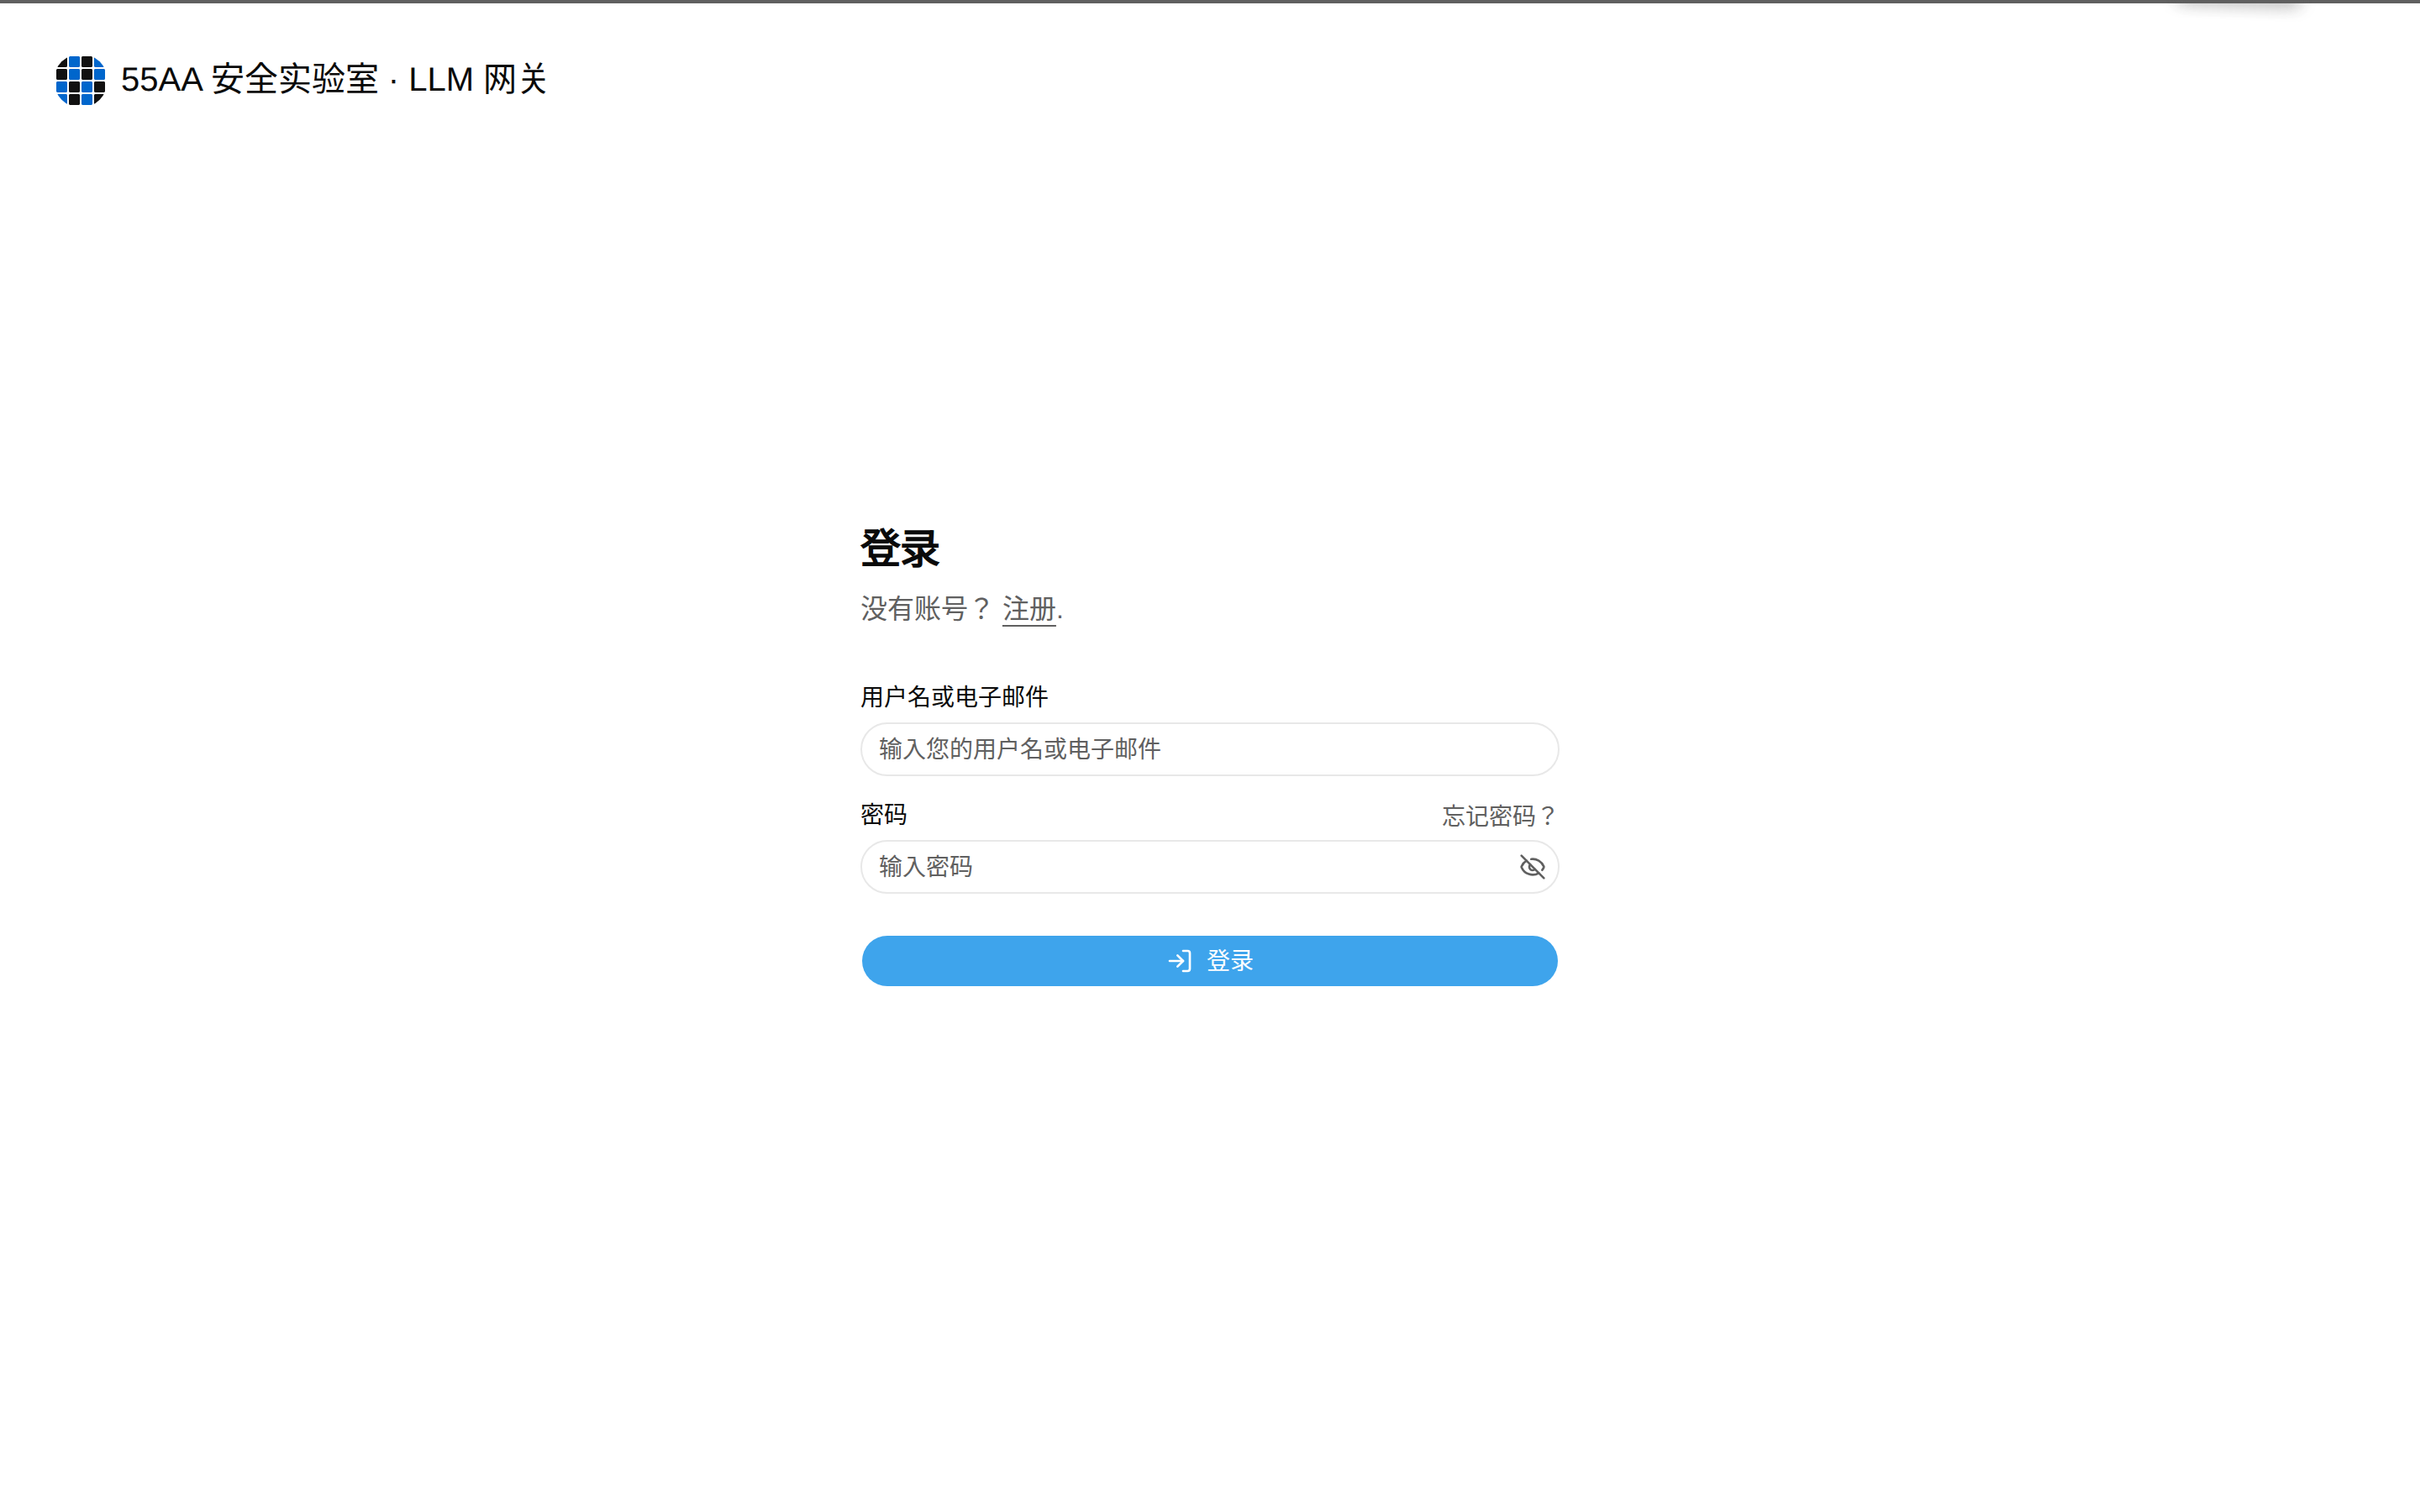 55AA 安全实验室 · LLM 网关
登录
没有账号？ 注册.
用户名或电子邮件
输入您的用户名或电子邮件
密码 忘记密码？
输入密码
登录